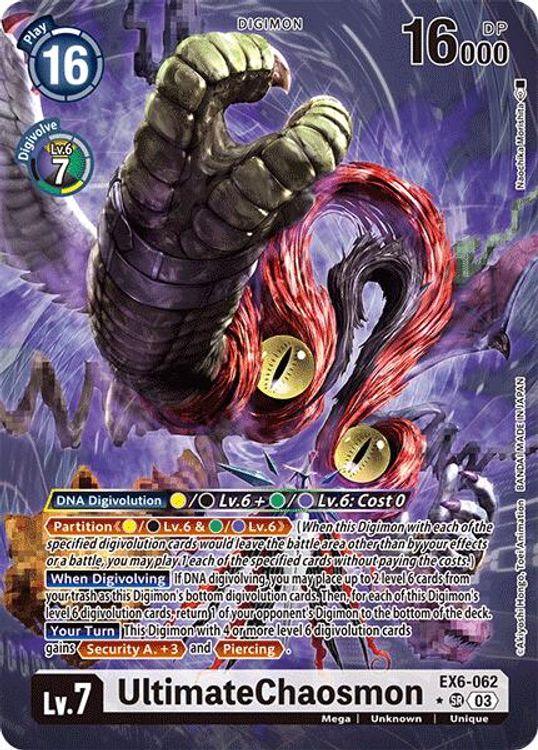 Play
16
DIGIMON
16000 DP
Digivolve
Lv.6
7
Naochika Morishita
DNA Digivolution / Lv.6 + / Lv.6: Cost 0
Partition《 / Lv.6 & / Lv.6》 (When this Digimon with each of the
specified digivolution cards would leave the battle area other than by your effects
or a battle, you may play 1 each of the specified cards without paying the costs.)
When Digivolving If DNA digivolving, you may place up to 2 level 6 cards from
your trash as this Digimon's bottom digivolution cards. Then, for each of this Digimon's
level 6 digivolution cards, return 1 of your opponent's Digimon to the bottom of the deck.
Your Turn This Digimon with 4 or more level 6 digivolution cards
gains Security A. +3 and Piercing.
©Akiyoshi Hongo, Toei Animation BANDAI MADE IN JAPAN
Lv.7 UltimateChaosmon EX6-062
SR 03
Mega | Unknown | Unique